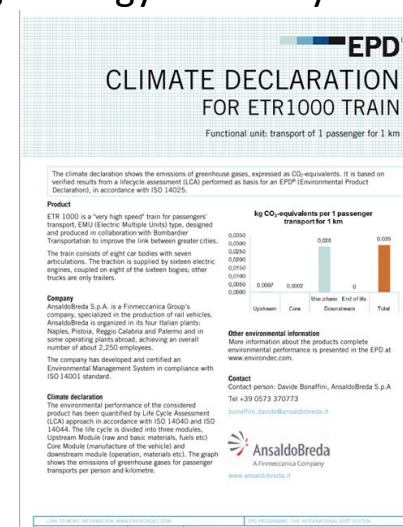 EPD®
CLIMATE DECLARATION
FOR ETR1000 TRAIN
Functional unit: transport of 1 passenger for 1 km
The climate declaration shows the emissions of greenhouse gases, expressed as CO₂-equivalents. It is based on
verified results from a lifecycle assessment (LCA) performed as basis for an EPD® (Environmental Product
Declaration), in accordance with ISO 14025.
Product
ETR 1000 is a "very high speed" train for passengers'
transport, EMU (Electric Multiple Units) type, designed
and produced in collaboration with Bombardier
Transportation to improve the link between greater cities.
The train consists of eight car bodies with seven
articulations. The traction is supplied by sixteen electric
engines, coupled on eight of the sixteen bogies; other
trucks are only trailers.
Company
AnsaldoBreda S.p.A. is a Finmeccanica Group's
company, specialized in the production of rail vehicles.
AnsaldoBreda is organized in its four Italian plants:
Naples, Pistoia, Reggio Calabria and Palermo and in
some operating plants abroad, achieving an overall
number of about 2,250 employees.
The company has developed and certified an
Environmental Management System in compliance with
ISO 14001 standard.
Climate declaration
The environmental performance of the considered
product has been quantified by Life Cycle Assessment
(LCA) approach in accordance with ISO 14040 and ISO
14044. The life cycle is divided into three modules,
Upstream Module (raw and basic materials, fuels etc)
Core Module (manufacture of the vehicle) and
downstream module (operation, materials etc). The graph
shows the emissions of greenhouse gases for passenger
transports per person and kilometre.
kg CO₂-equivalents per 1 passenger
transport for 1 km
0,0350
0,0300
0,0250
0,0200
0,0150
0,0100
0,0050
0,0000
0,0007
0,0002
0,028
0
0,029
Use phase End of life
Upstream Core Downstream Total
Other environmental information
More information about the products complete
environmental performance is presented in the EPD at
www.environdec.com.
Contact
Contact person: Davide Bonaffini, AnsaldoBreda S.p.A
Tel +39 0573 370773
bonaffini.davide@ansaldobreda.it
AnsaldoBreda
A Finmeccanica Company
www.ansaldobreda.it
LINK TO MORE INFORMATION: WWW.ENVIRONDEC.COM
EPD PROGRAMME: THE INTERNATIONAL EPD SYSTEM